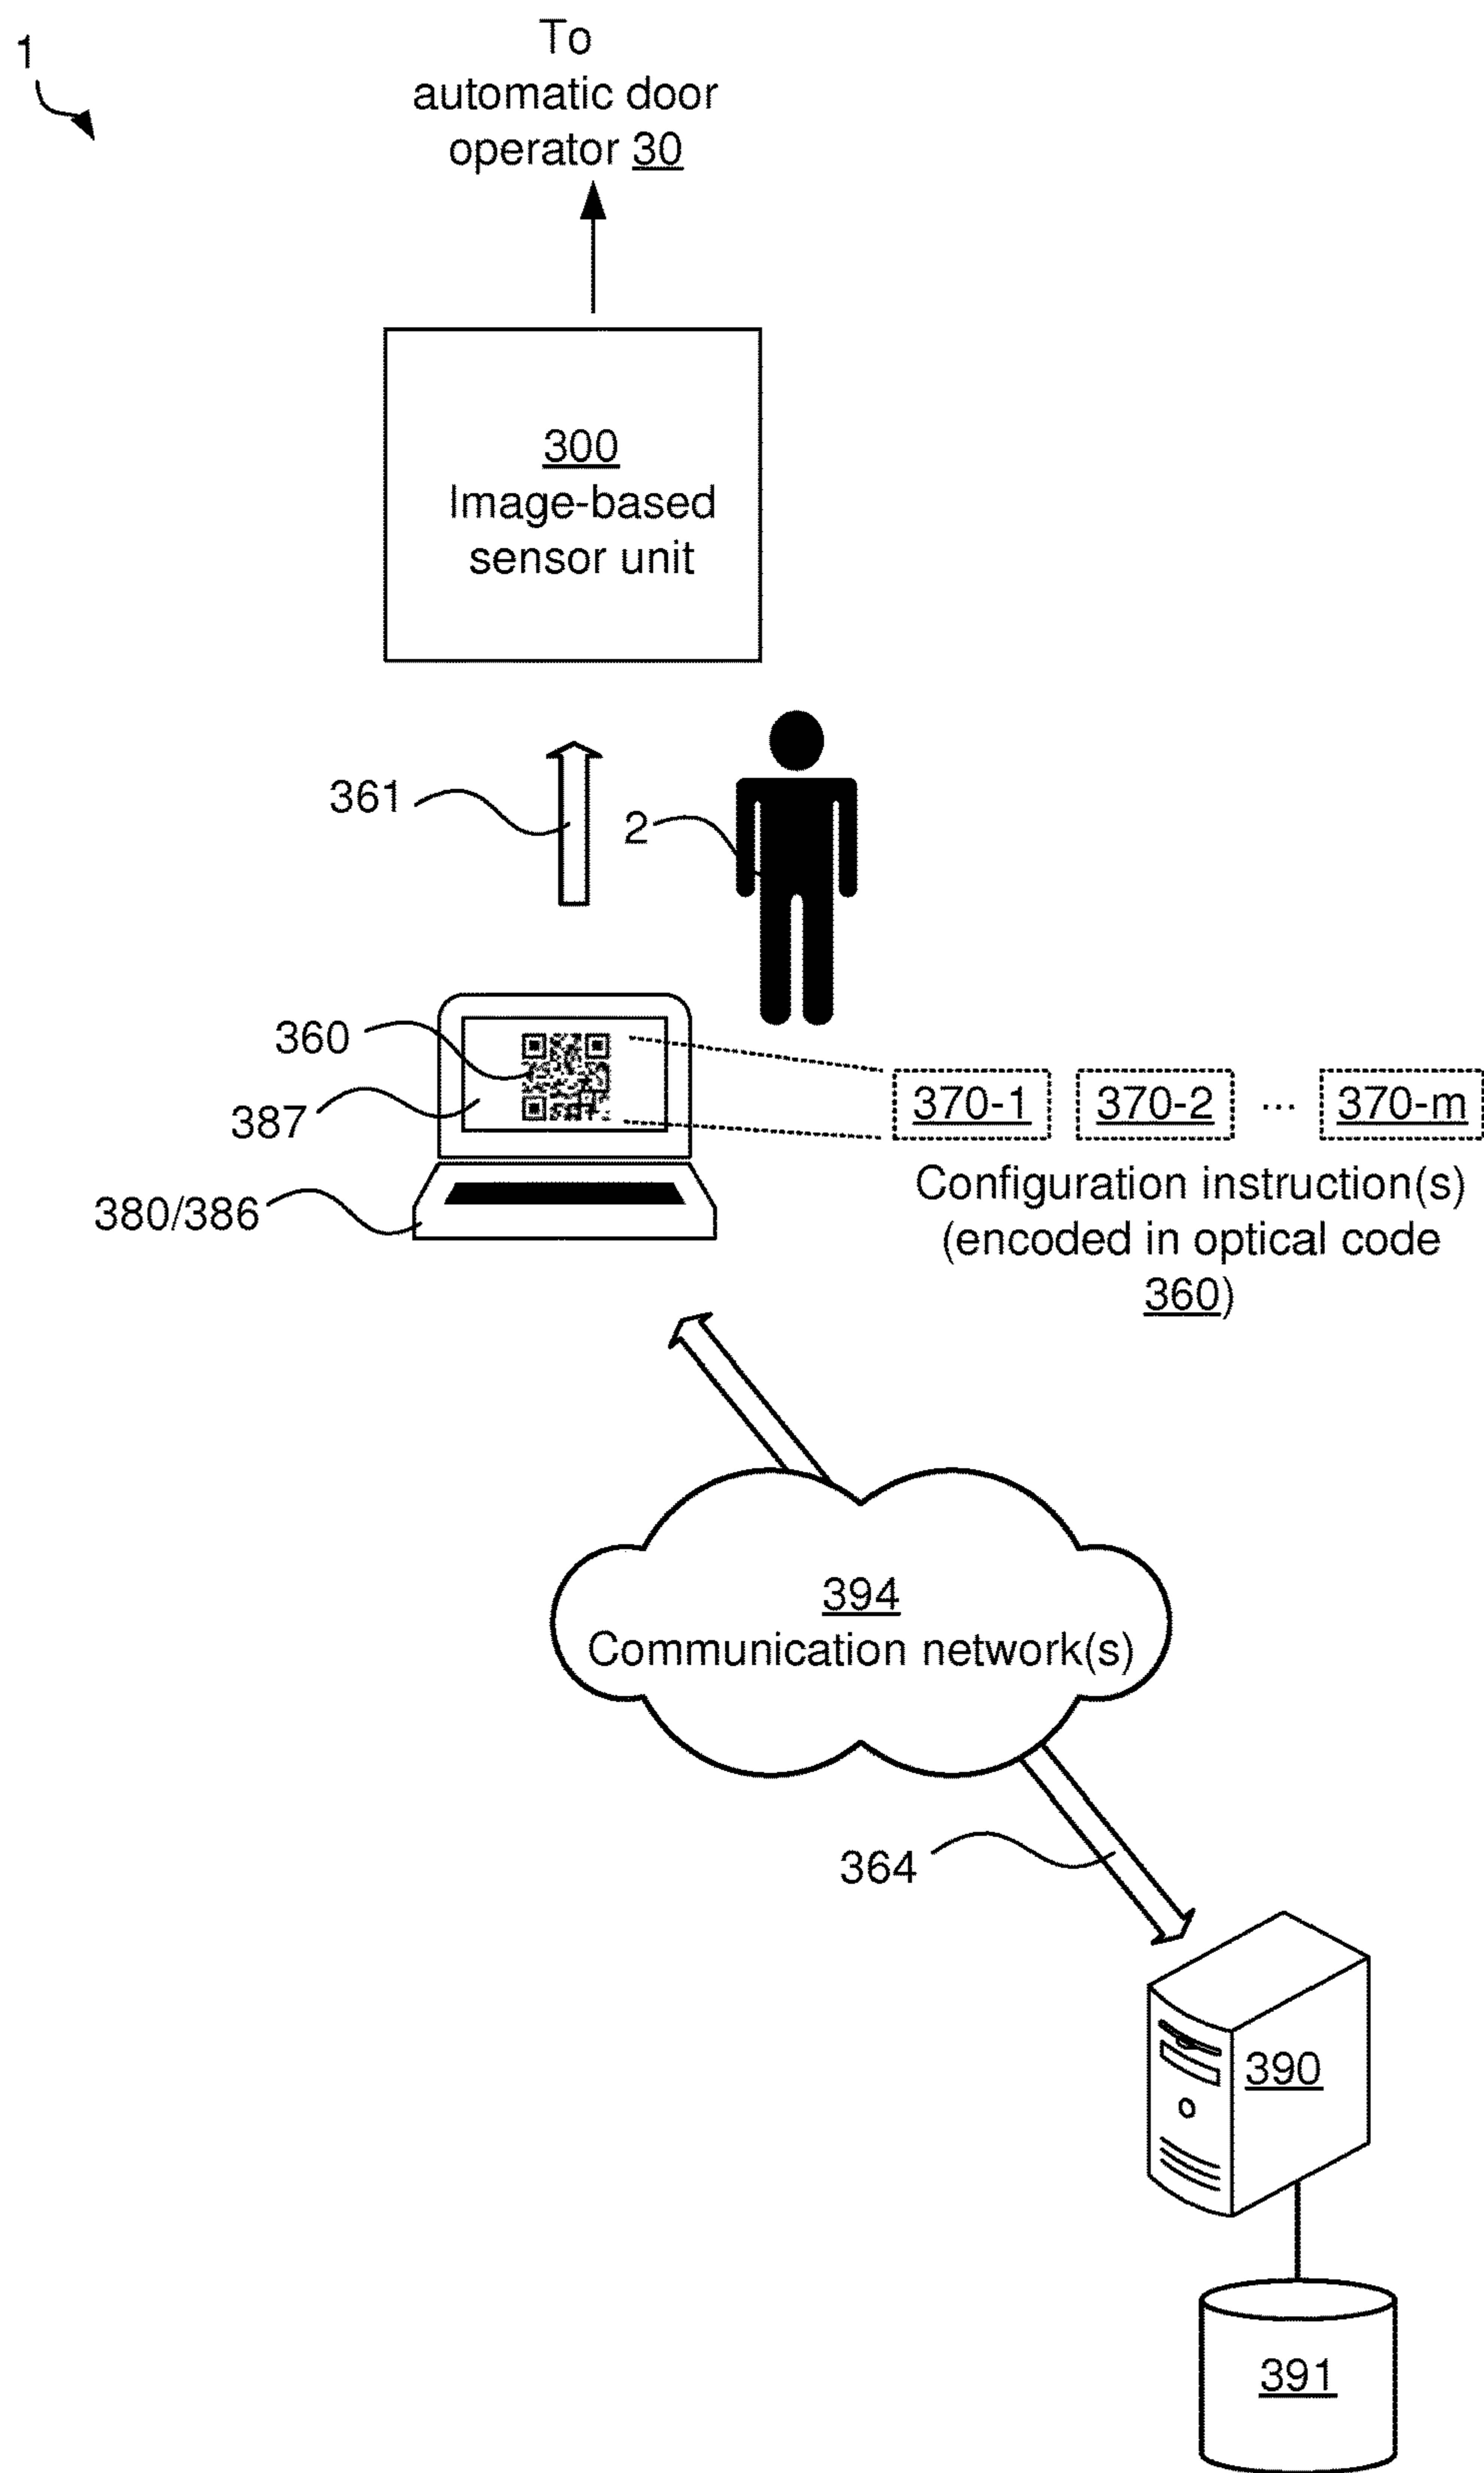 1
To
automatic door
operator 30
300
Image-based
sensor unit
361
2
360
387
380/386
370-1 370-2 ... 370-m
Configuration instruction(s)
(encoded in optical code
360)
394
Communication network(s)
364
390
391